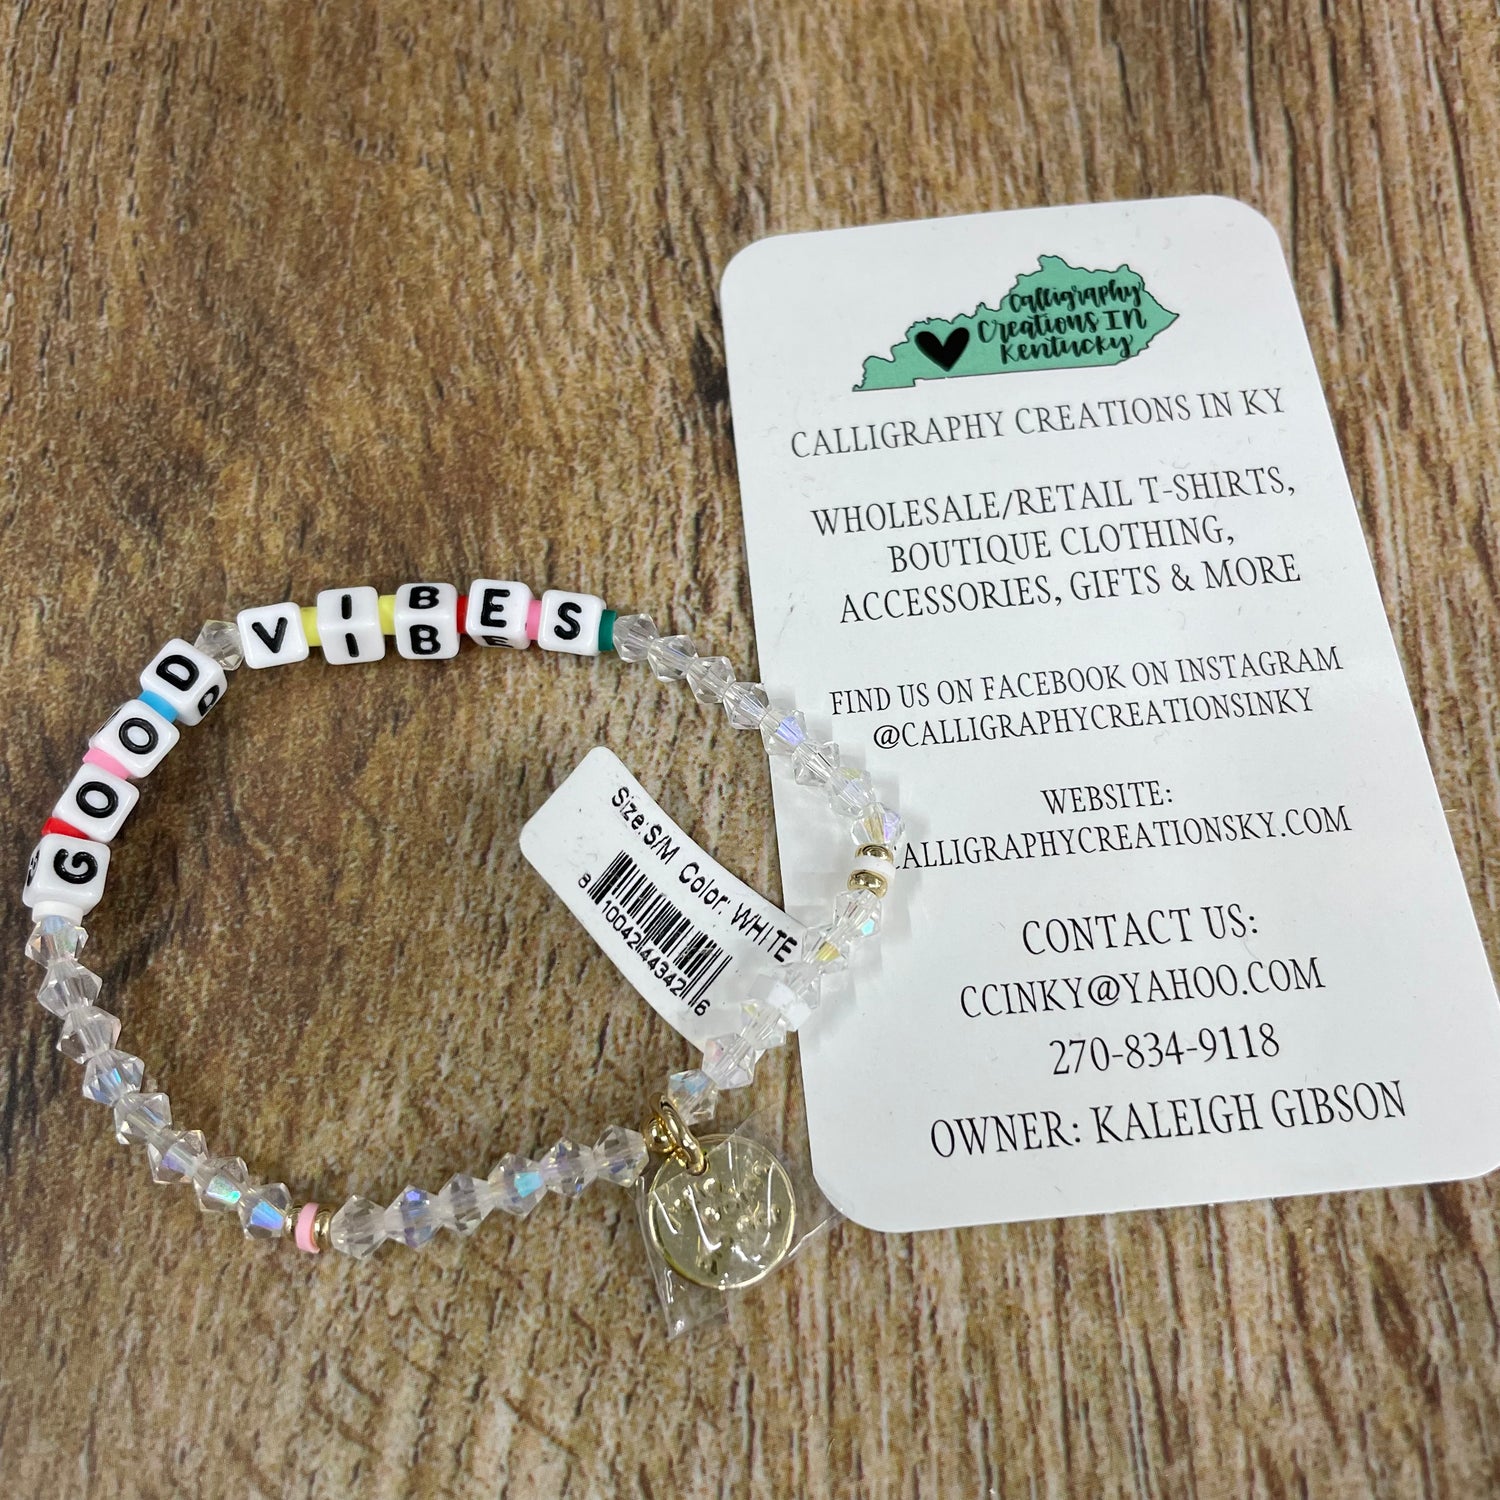 GOOD VIBES
Size: S/M Color: WHITE
8 10042 44342 6
Calligraphy
Creations IN
Kentucky
CALLIGRAPHY CREATIONS IN KY
WHOLESALE/RETAIL T-SHIRTS,
BOUTIQUE CLOTHING,
ACCESSORIES, GIFTS & MORE
FIND US ON FACEBOOK ON INSTAGRAM
@CALLIGRAPHYCREATIONSINKY
WEBSITE:
CALLIGRAPHYCREATIONSKY.COM
CONTACT US:
CCINKY@YAHOO.COM
270-834-9118
OWNER: KALEIGH GIBSON